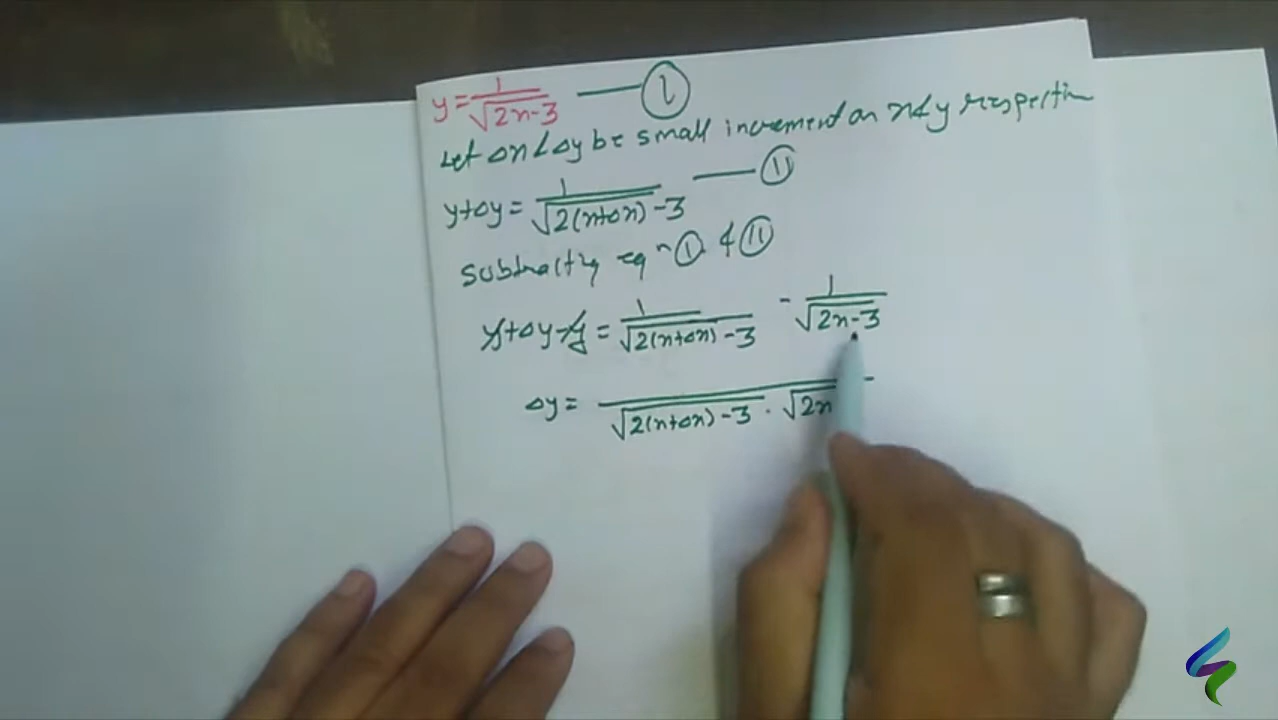 y = 1/√2x-3 —— (I)
Let Δx & Δy be small increment on x & y respective
y+Δy = 1/√2(x+Δx) -3 —— (II)
subtracting eqn (I) & (II)
y+Δy-y = 1/√2(x+Δx) -3 - 1/√2x-3
Δy = /√2(x+Δx) -3 . √2x